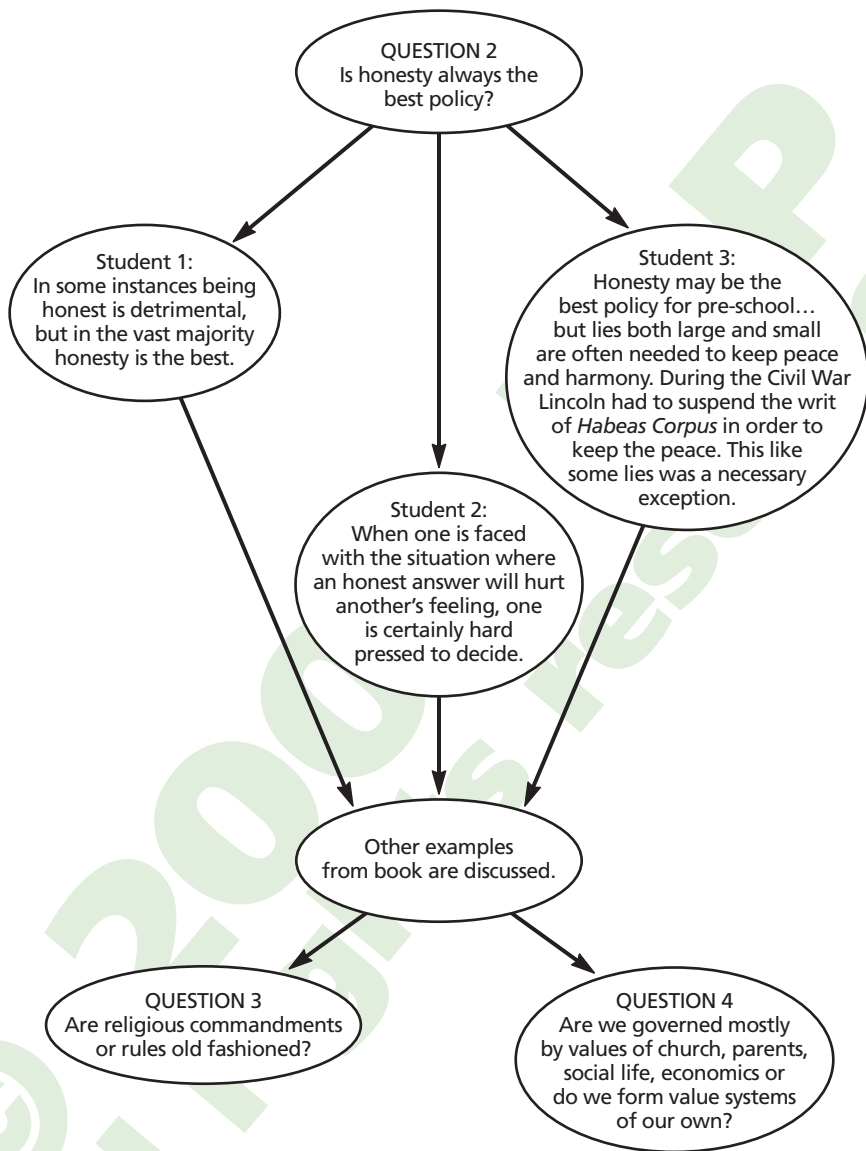 QUESTION 2
Is honesty always the
best policy?
Student 1:
In some instances being
honest is detrimental,
but in the vast majority
honesty is the best.
Student 3:
Honesty may be the
best policy for pre-school…
but lies both large and small
are often needed to keep peace
and harmony. During the Civil War
Lincoln had to suspend the writ
of Habeas Corpus in order to
keep the peace. This like
some lies was a necessary
exception.
Student 2:
When one is faced
with the situation where
an honest answer will hurt
another’s feeling, one
is certainly hard
pressed to decide.
Other examples
from book are discussed.
QUESTION 3
Are religious commandments
or rules old fashioned?
QUESTION 4
Are we governed mostly
by values of church, parents,
social life, economics or
do we form value systems
of our own?